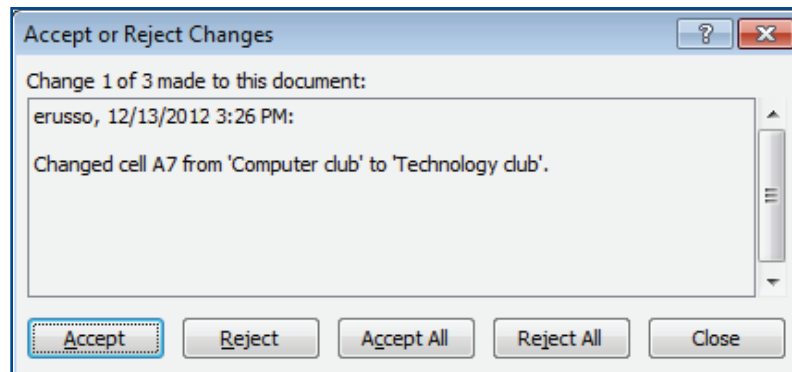 Accept or Reject Changes
Change 1 of 3 made to this document:
erusso, 12/13/2012 3:26 PM:
Changed cell A7 from 'Computer club' to 'Technology club'.
Accept Reject Accept All Reject All Close